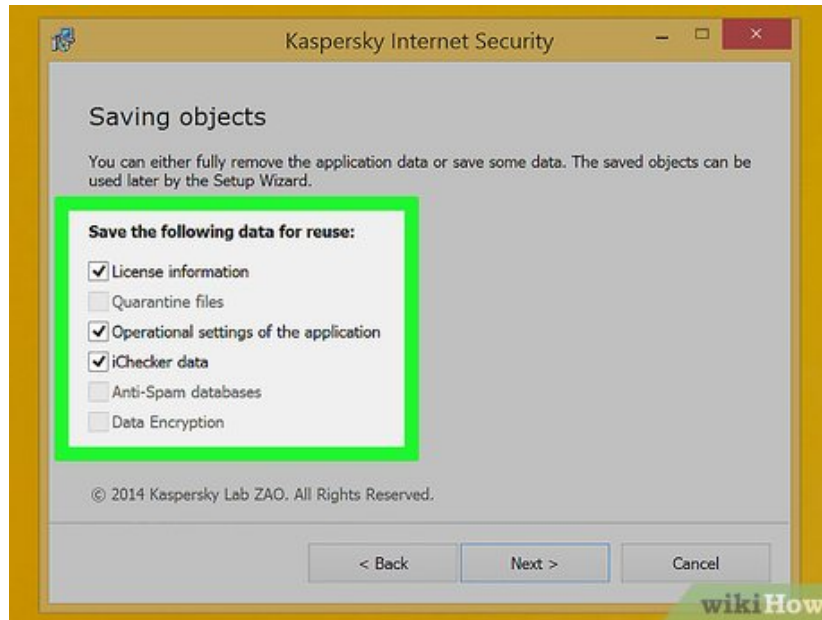 Kaspersky Internet Security
Saving objects
You can either fully remove the application data or save some data. The saved objects can be
used later by the Setup Wizard.
Save the following data for reuse:
License information
Quarantine files
Operational settings of the application
iChecker data
Anti-Spam databases
Data Encryption
© 2014 Kaspersky Lab ZAO. All Rights Reserved.
< Back Next > Cancel
wikiHow